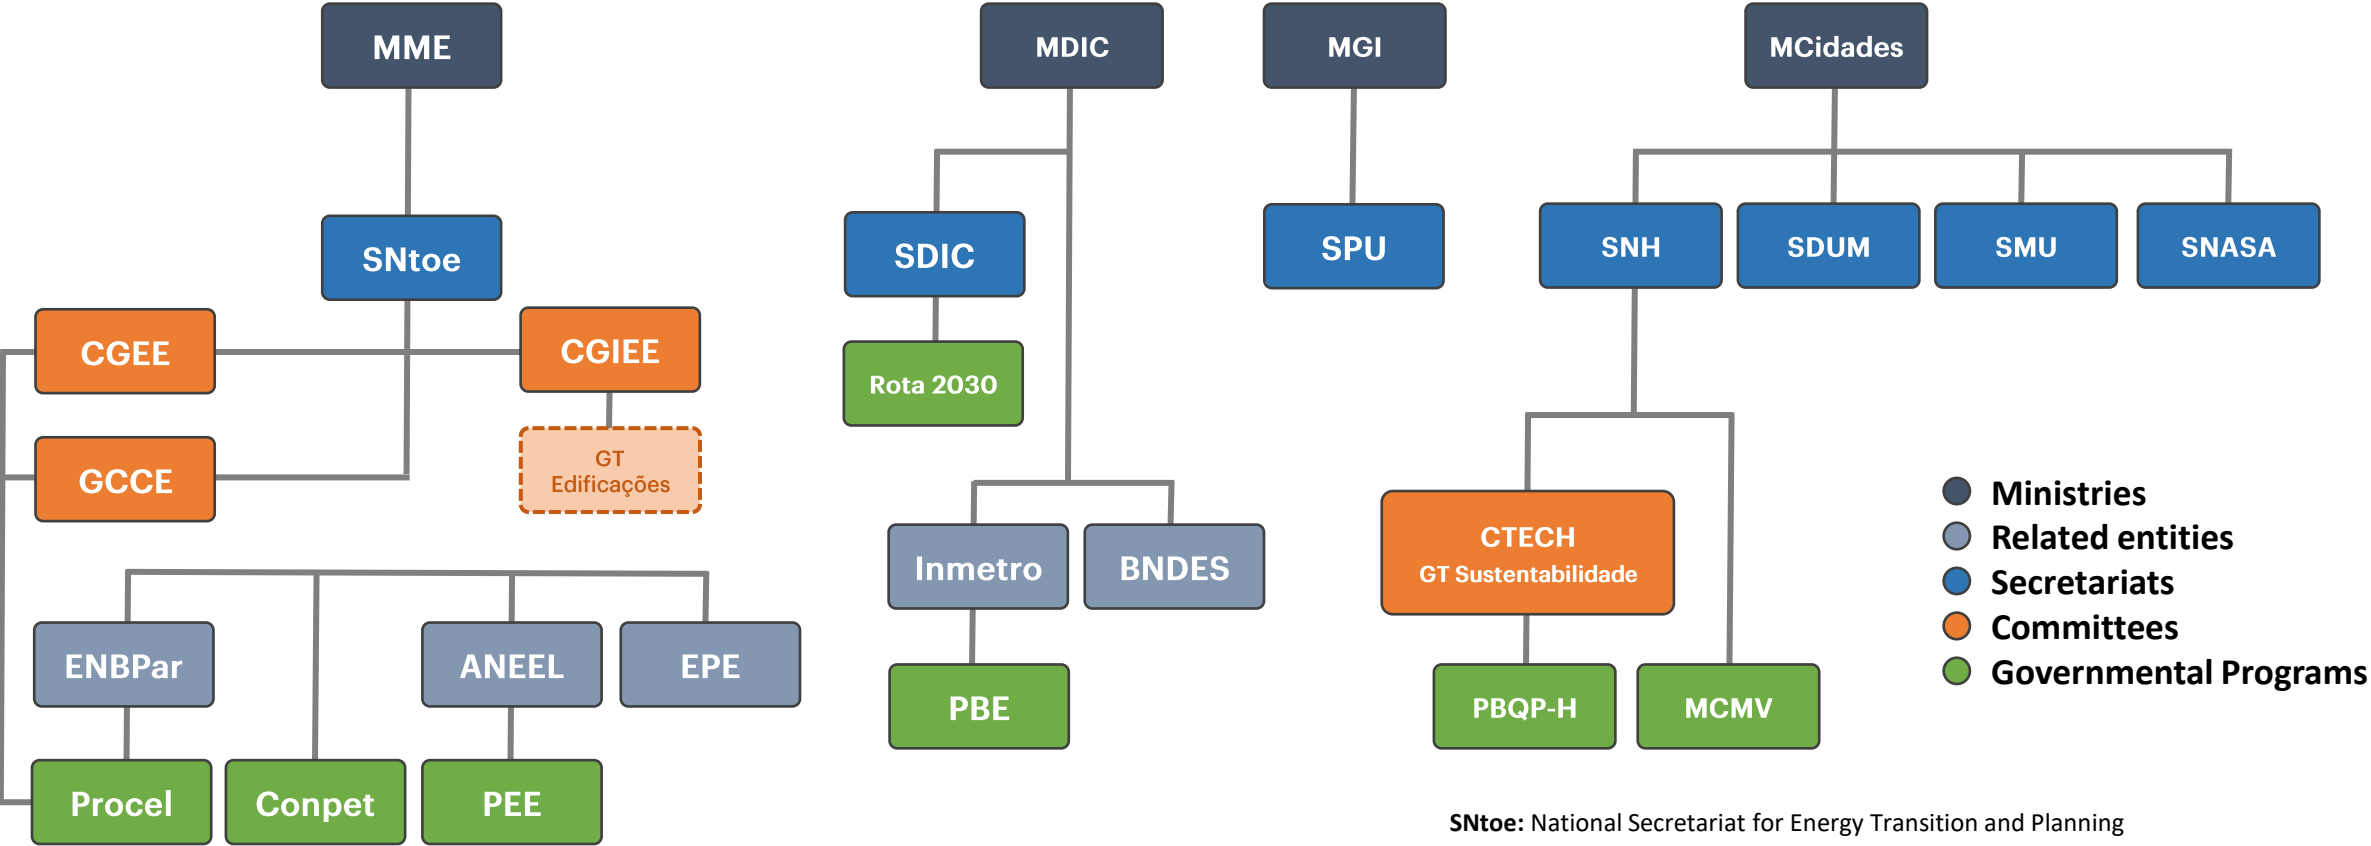 MME
MDIC
MGI
MCidades
SNtoe
SDIC
SPU
SNH
SDUM
SMU
SNASA
CGEE
CGIEE
Rota 2030
GCCE
GT
Edificações
Inmetro
BNDES
CTECH
GT Sustentabilidade
Ministries
Related entities
Secretariats
Committees
Governmental Programs
ENBPar
ANEEL
EPE
PBE
PBQP-H
MCMV
Procel
Conpet
PEE
SNtoe: National Secretariat for Energy Transition and Planning